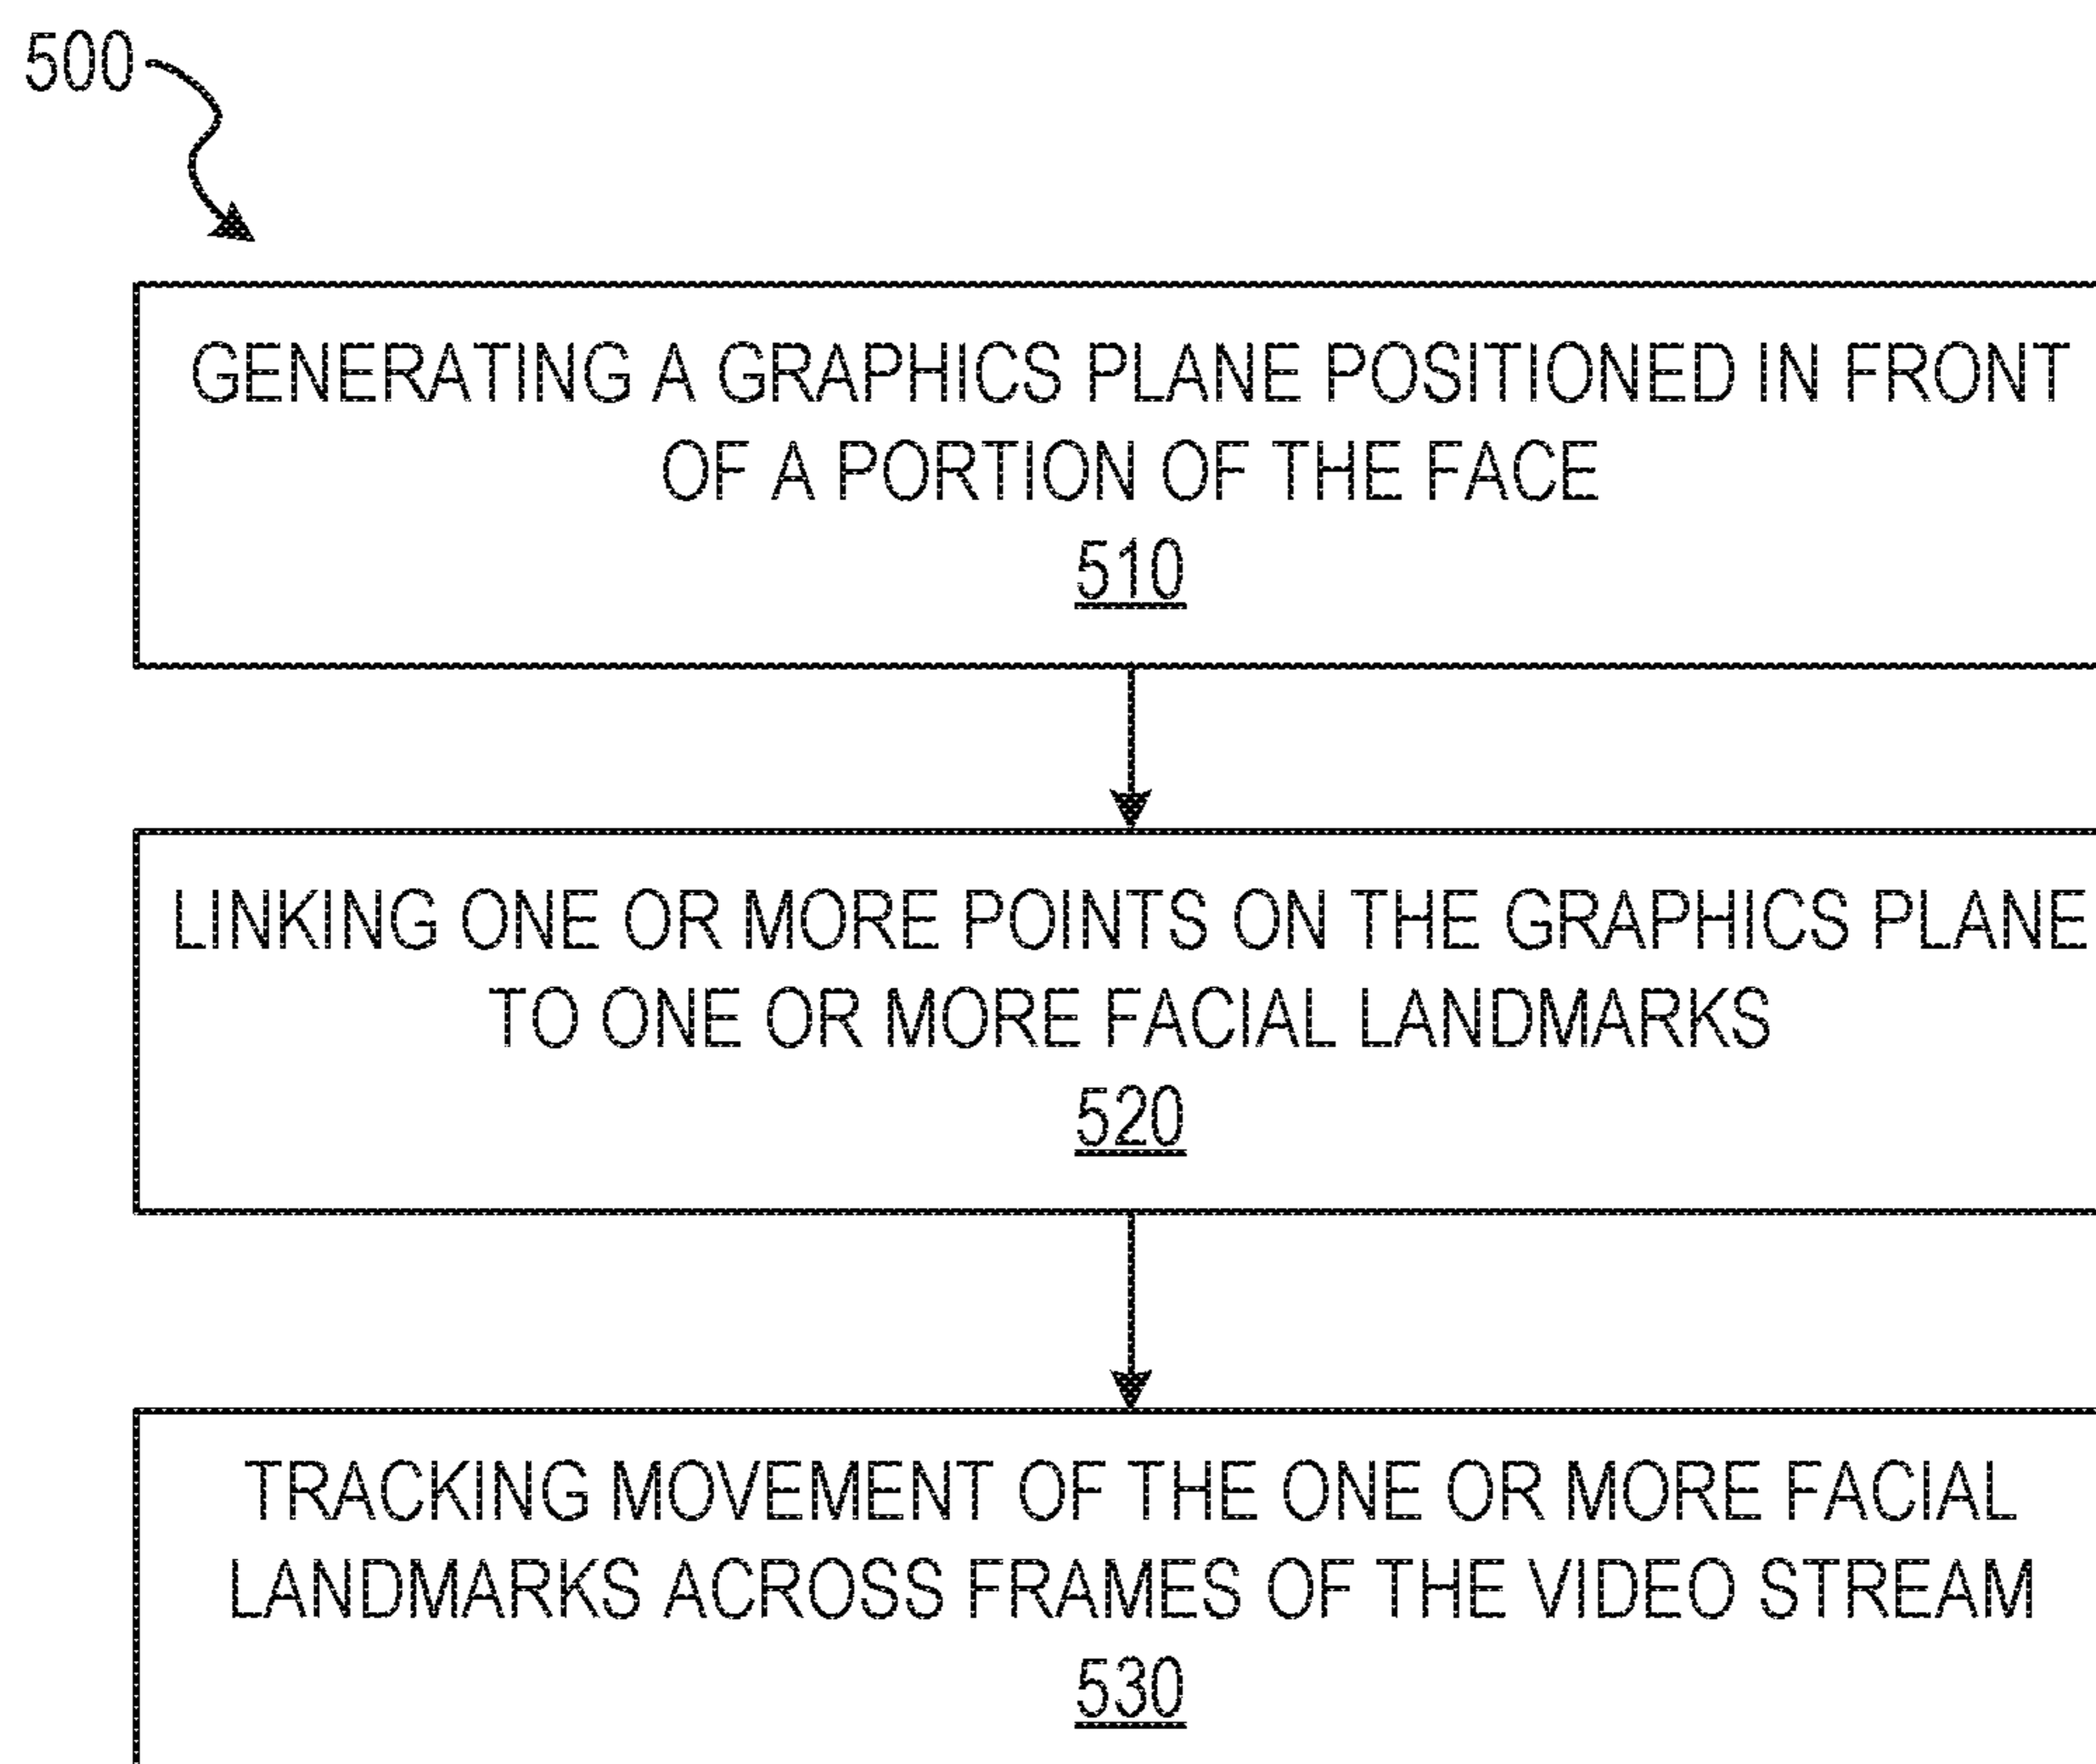 500
GENERATING A GRAPHICS PLANE POSITIONED IN FRONT
OF A PORTION OF THE FACE
510
LINKING ONE OR MORE POINTS ON THE GRAPHICS PLANE
TO ONE OR MORE FACIAL LANDMARKS
520
TRACKING MOVEMENT OF THE ONE OR MORE FACIAL
LANDMARKS ACROSS FRAMES OF THE VIDEO STREAM
530